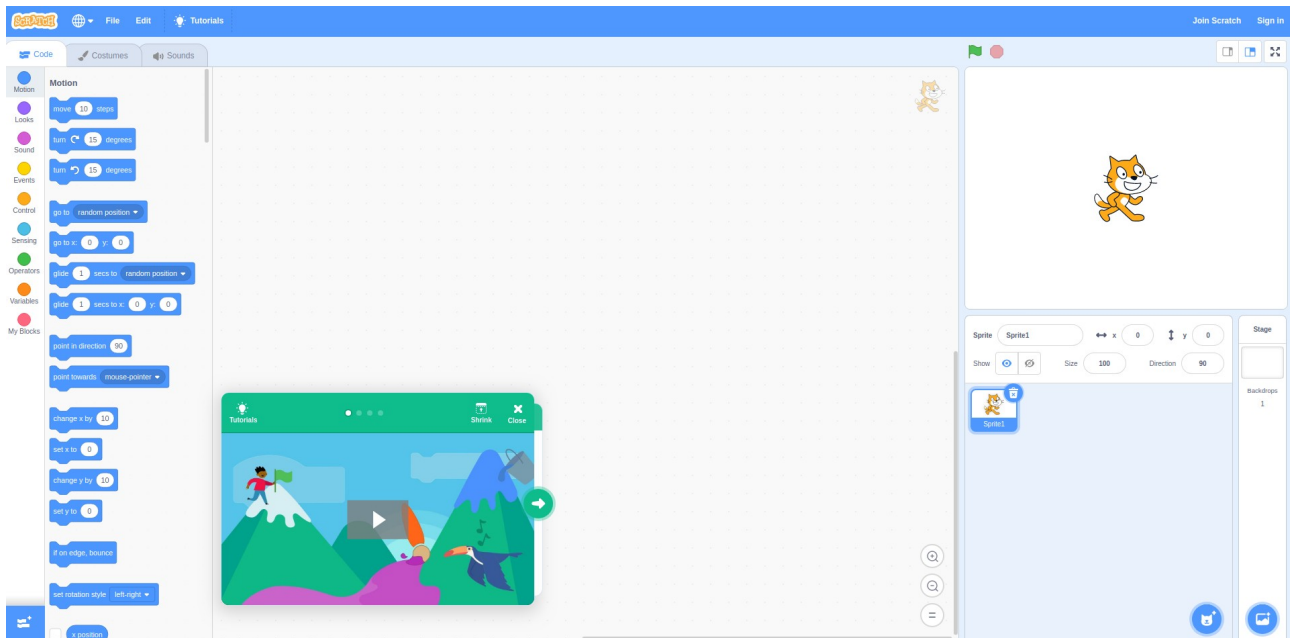 SCRATCH File Edit Tutorials Join Scratch Sign in
Code Costumes Sounds
Motion
Looks
Sound
Events
Control
Sensing
Operators
Variables
My Blocks
Motion
move 10 steps
turn 15 degrees
turn 15 degrees
go to random position
go to x: 0 y: 0
glide 1 secs to random position
glide 1 secs to x: 0 y: 0
point in direction 90
point towards mouse-pointer
change x by 10
set x to 0
change y by 10
set y to 0
if on edge, bounce
set rotation style left-right
x position
Tutorials Shrink Close
Sprite Sprite1 x 0 y 0
Show Size 100 Direction 90
Sprite1
Stage
Backdrops
1